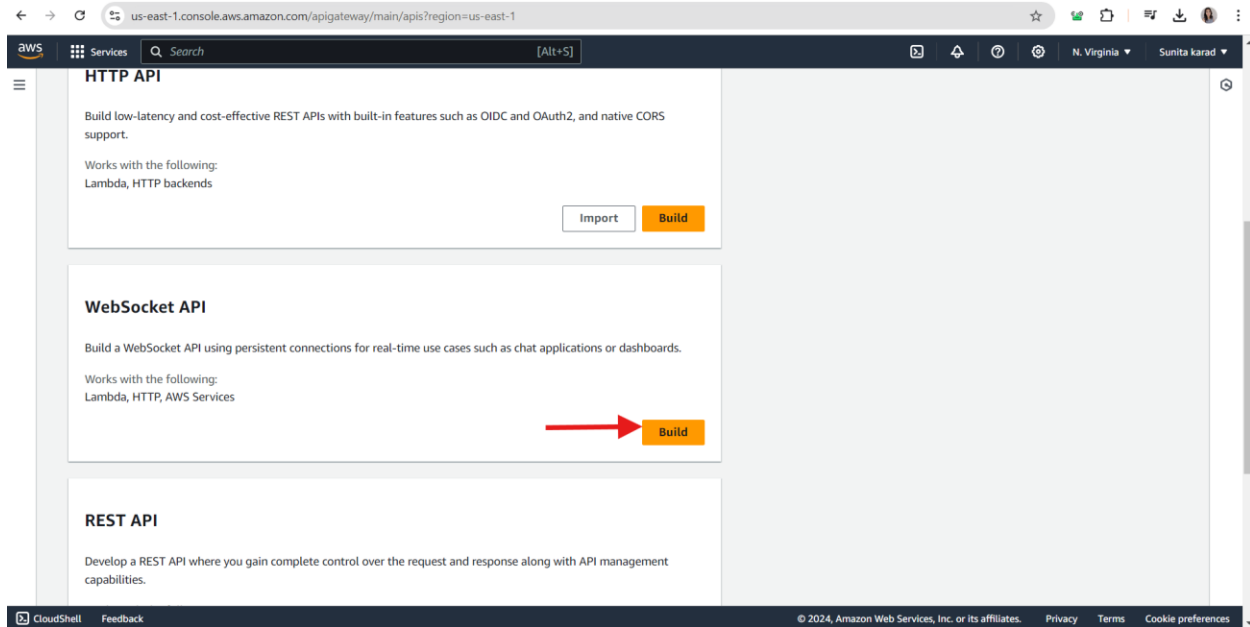 us-east-1.console.aws.amazon.com/apigateway/main/apis?region=us-east-1
aws Services Search [Alt+S] N. Virginia Sunita karad
HTTP API
Build low-latency and cost-effective REST APIs with built-in features such as OIDC and OAuth2, and native CORS
support.
Works with the following:
Lambda, HTTP backends
Import Build
WebSocket API
Build a WebSocket API using persistent connections for real-time use cases such as chat applications or dashboards.
Works with the following:
Lambda, HTTP, AWS Services
Build
REST API
Develop a REST API where you gain complete control over the request and response along with API management
capabilities.
CloudShell Feedback © 2024, Amazon Web Services, Inc. or its affiliates. Privacy Terms Cookie preferences